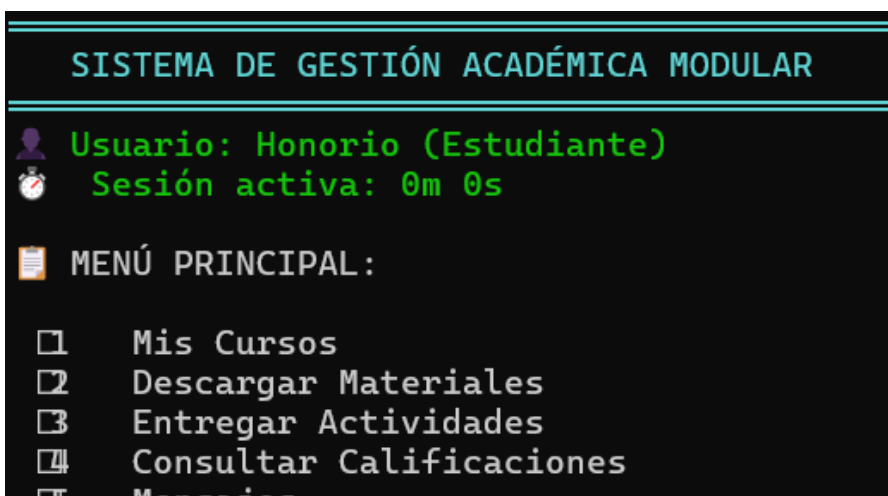 SISTEMA DE GESTIÓN ACADÉMICA MODULAR
Usuario: Honorio (Estudiante)
Sesión activa: 0m 0s
MENÚ PRINCIPAL:
1 Mis Cursos
2 Descargar Materiales
3 Entregar Actividades
4 Consultar Calificaciones